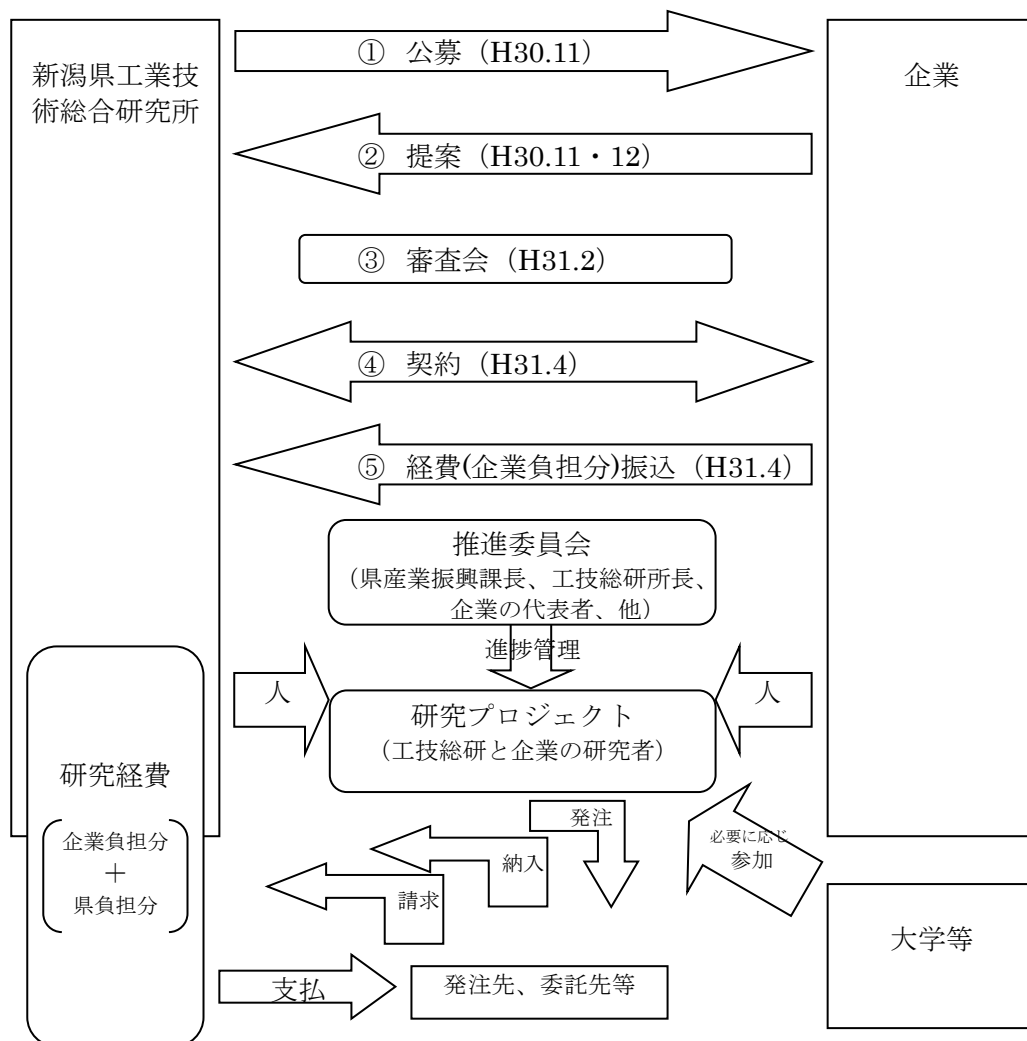 新潟県工業技
術総合研究所
企業
① 公募（H30.11）
② 提案（H30.11・12）
③ 審査会（H31.2）
④ 契約（H31.4）
⑤ 経費(企業負担分)振込（H31.4）
推進委員会
（県産業振興課長、工技総研所長、
企業の代表者、他）
進捗管理
人
人
研究プロジェクト
（工技総研と企業の研究者）
研究経費
企業負担分
＋
県負担分
発注
納入
請求
必要に応じ
参加
大学等
支払
発注先、委託先等